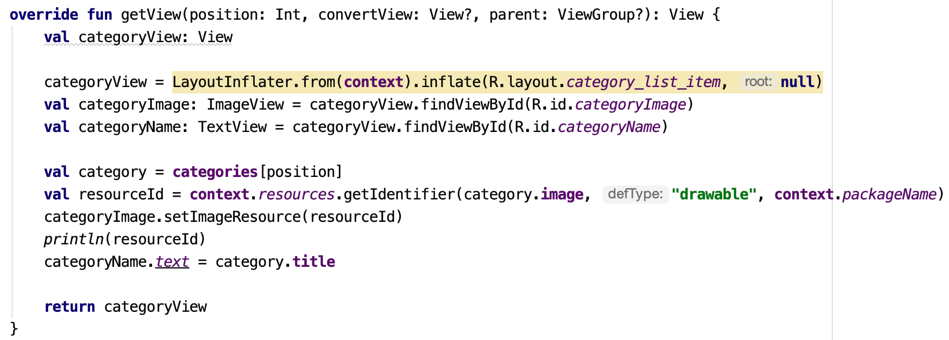 override fun getView(position: Int, convertView: View?, parent: ViewGroup?): View {
val categoryView: View
categoryView = LayoutInflater.from(context).inflate(R.layout.category_list_item, root: null)
val categoryImage: ImageView = categoryView.findViewById(R.id.categoryImage)
val categoryName: TextView = categoryView.findViewById(R.id.categoryName)
val category = categories[position]
val resourceId = context.resources.getIdentifier(category.image, defType: "drawable", context.packageName)
categoryImage.setImageResource(resourceId)
println(resourceId)
categoryName.text = category.title
return categoryView
}